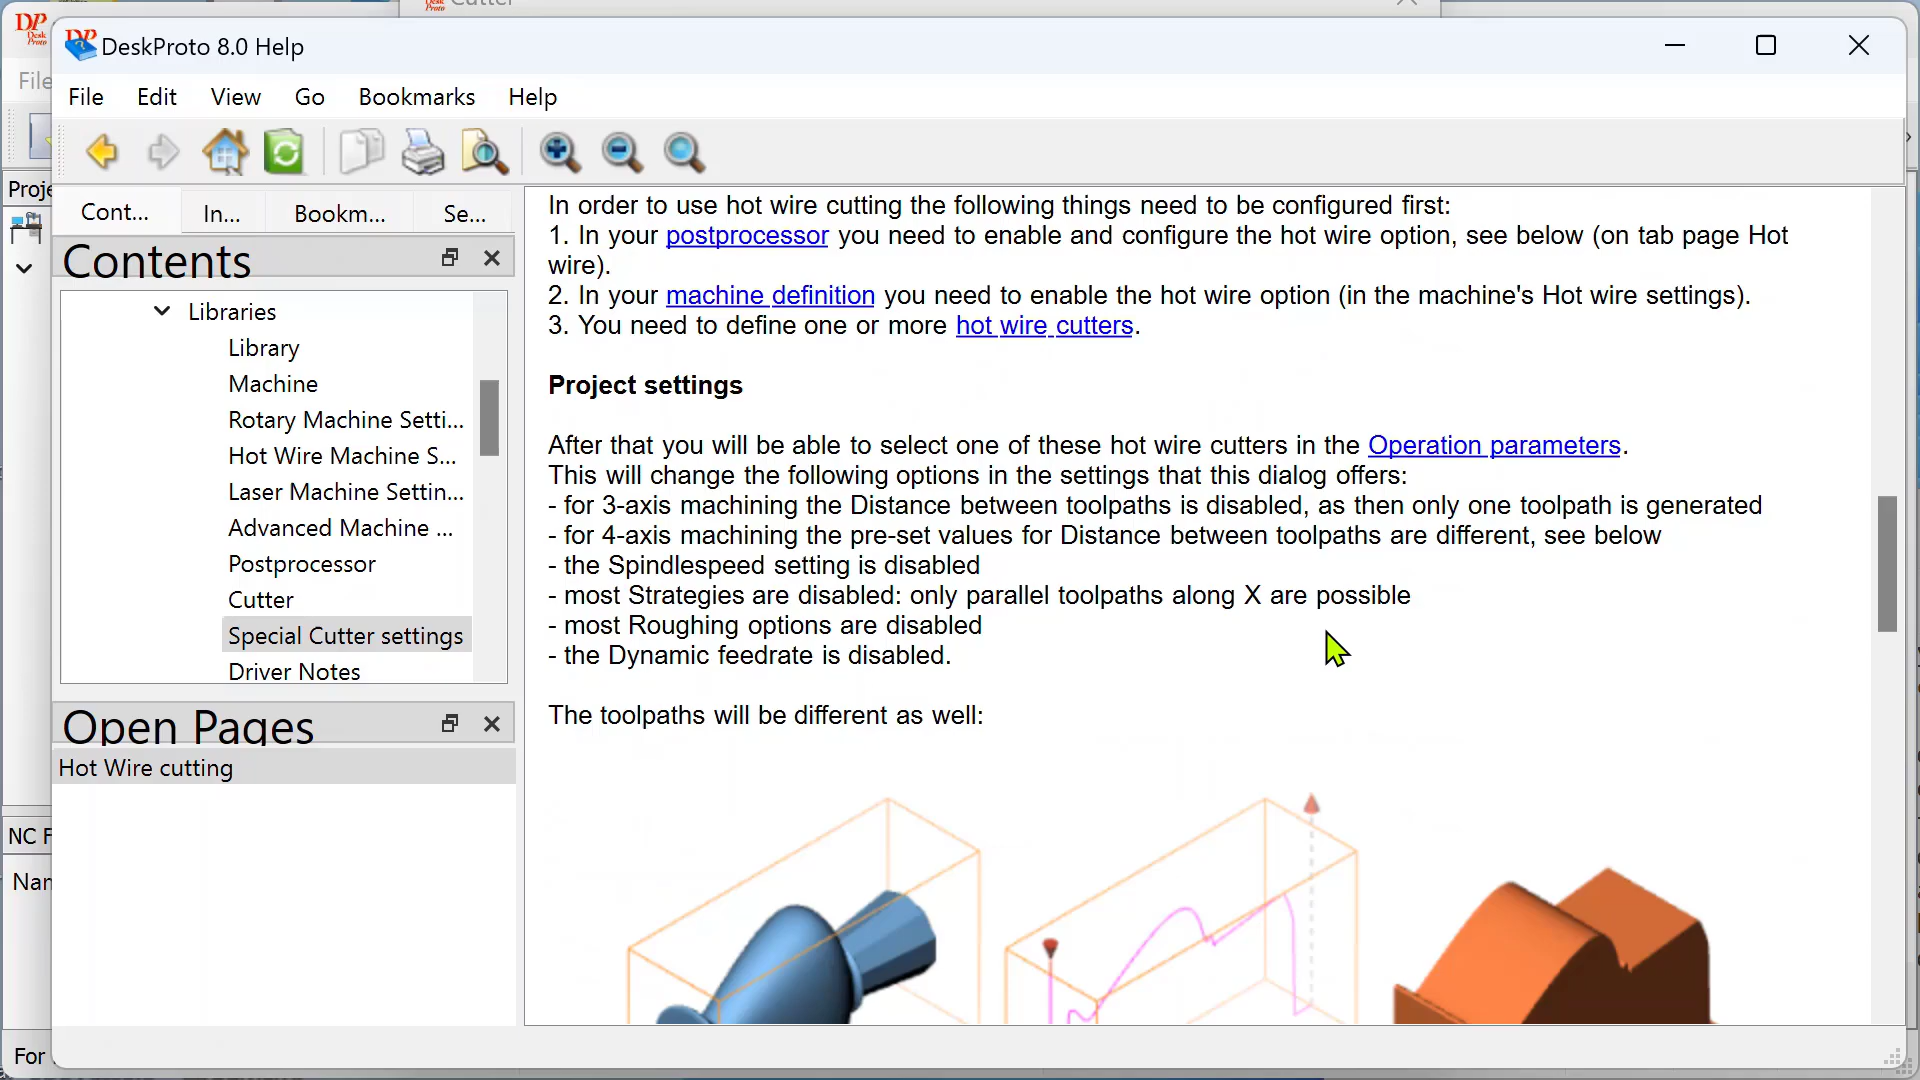 Cutter
DeskProto 8.0 Help
File
File Edit View Go Bookmarks Help
Proje
Cont... In... Bookm... Se...
Contents
Libraries
Library
Machine
Rotary Machine Setti...
Hot Wire Machine S...
Laser Machine Settin...
Advanced Machine ...
Postprocessor
Cutter
Special Cutter settings
Driver Notes
Open Pages
Hot Wire cutting
NC F
Nam
For
In order to use hot wire cutting the following things need to be configured first:
1. In your postprocessor you need to enable and configure the hot wire option, see below (on tab page Hot
wire).
2. In your machine definition you need to enable the hot wire option (in the machine's Hot wire settings).
3. You need to define one or more hot wire cutters.
Project settings
After that you will be able to select one of these hot wire cutters in the Operation parameters.
This will change the following options in the settings that this dialog offers:
- for 3-axis machining the Distance between toolpaths is disabled, as then only one toolpath is generated
- for 4-axis machining the pre-set values for Distance between toolpaths are different, see below
- the Spindlespeed setting is disabled
- most Strategies are disabled: only parallel toolpaths along X are possible
- most Roughing options are disabled
- the Dynamic feedrate is disabled.
The toolpaths will be different as well: